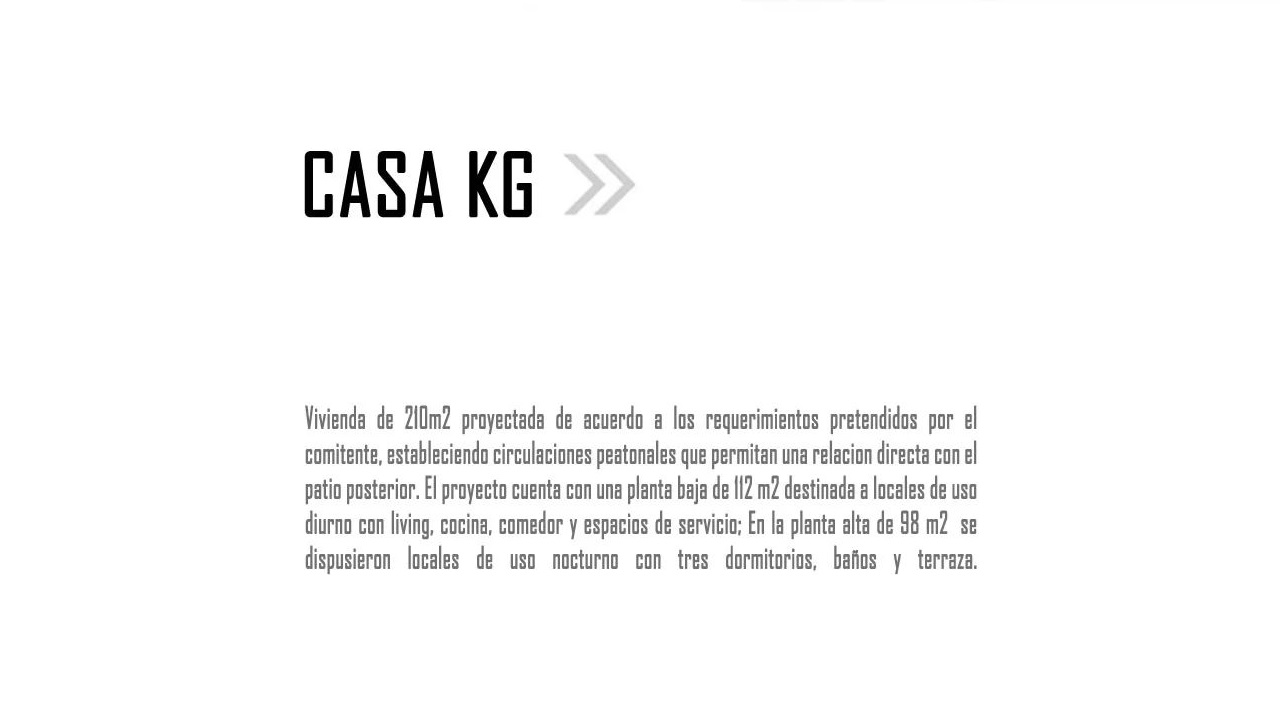 CASA KG
Vivienda de 210m2 proyectada de acuerdo a los requerimientos pretendidos por el
comitente, estableciendo circulaciones peatonales que permitan una relacion directa con el
patio posterior. El proyecto cuenta con una planta baja de 112 m2 destinada a locales de uso
diurno con living, cocina, comedor y espacios de servicio; En la planta alta de 98 m2 se
dispusieron locales de uso nocturno con tres dormitorios, baños y terraza.